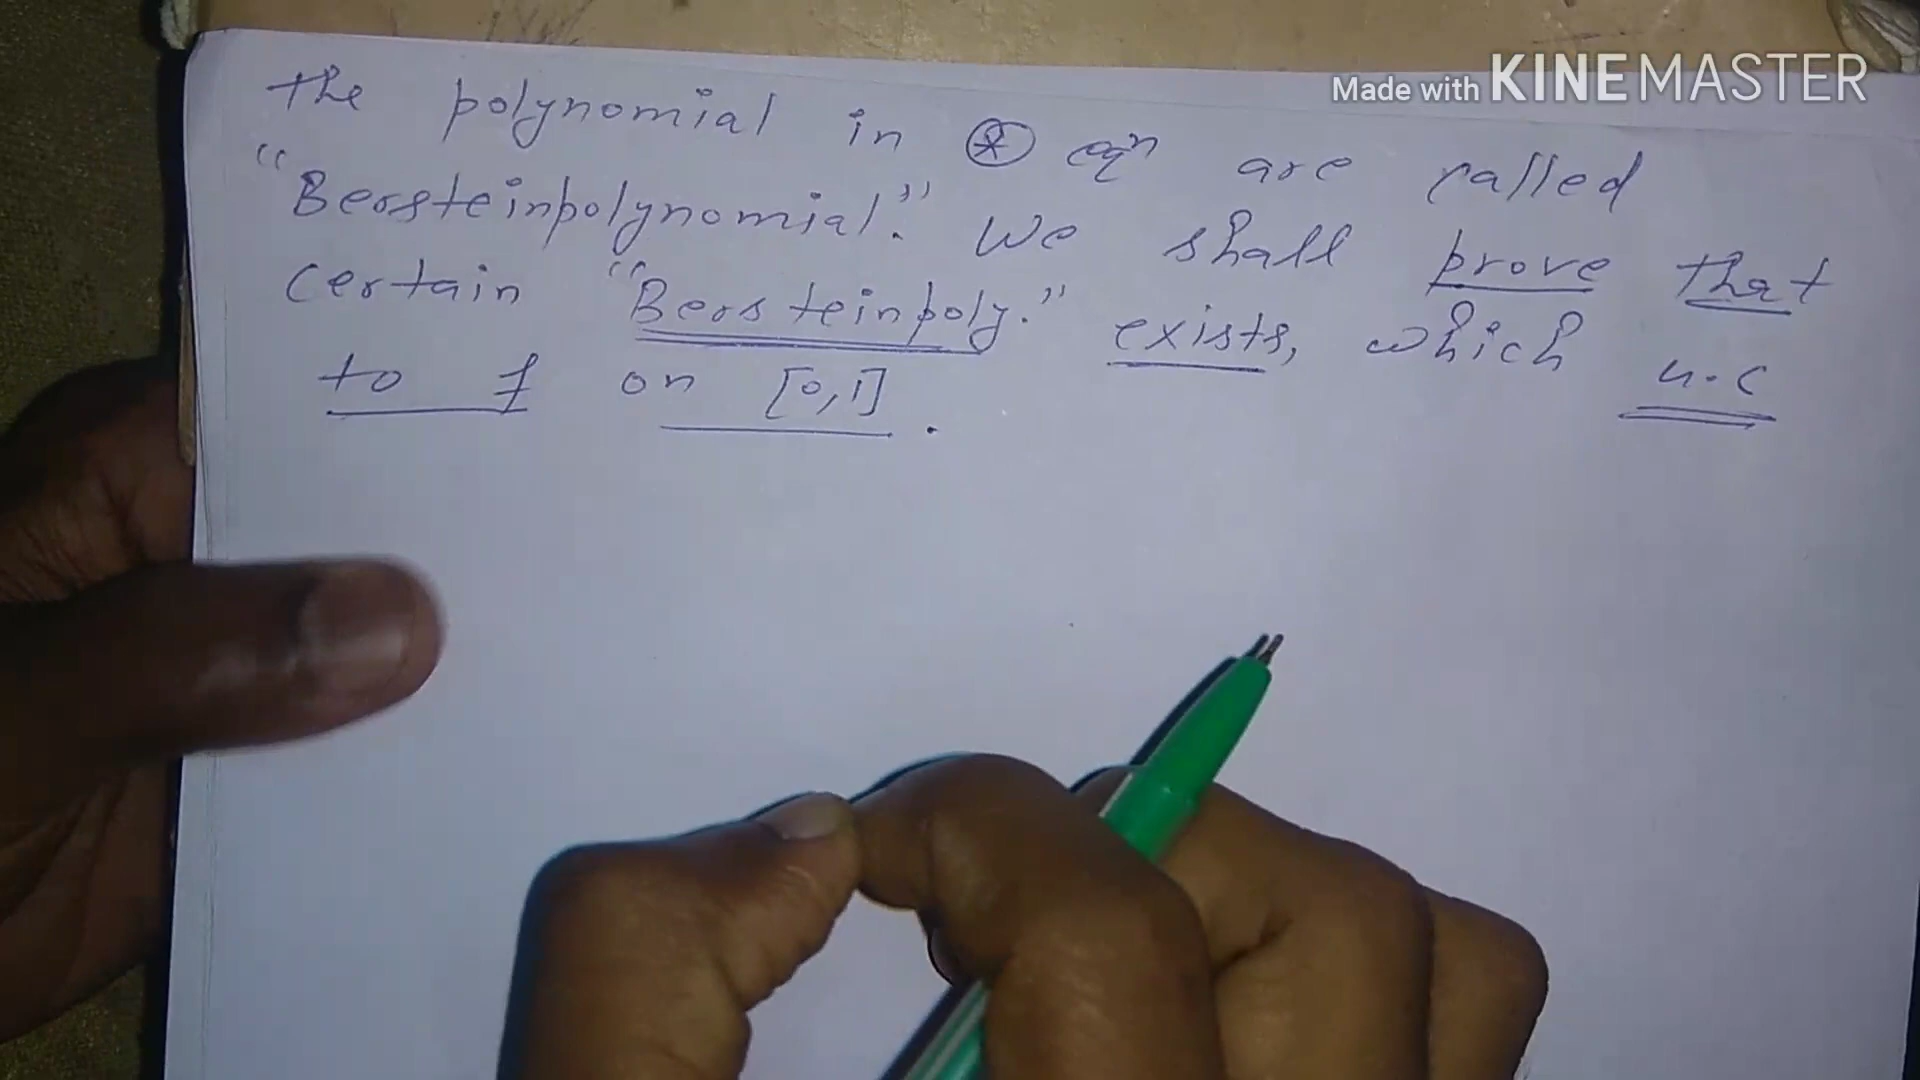 Made with KINEMASTER
The polynomial in ⊛ eqn are called
"Bersteinpolynomial." We shall prove that
certain "Bersteinpoly." exists, which u.c
to f on [0,1].